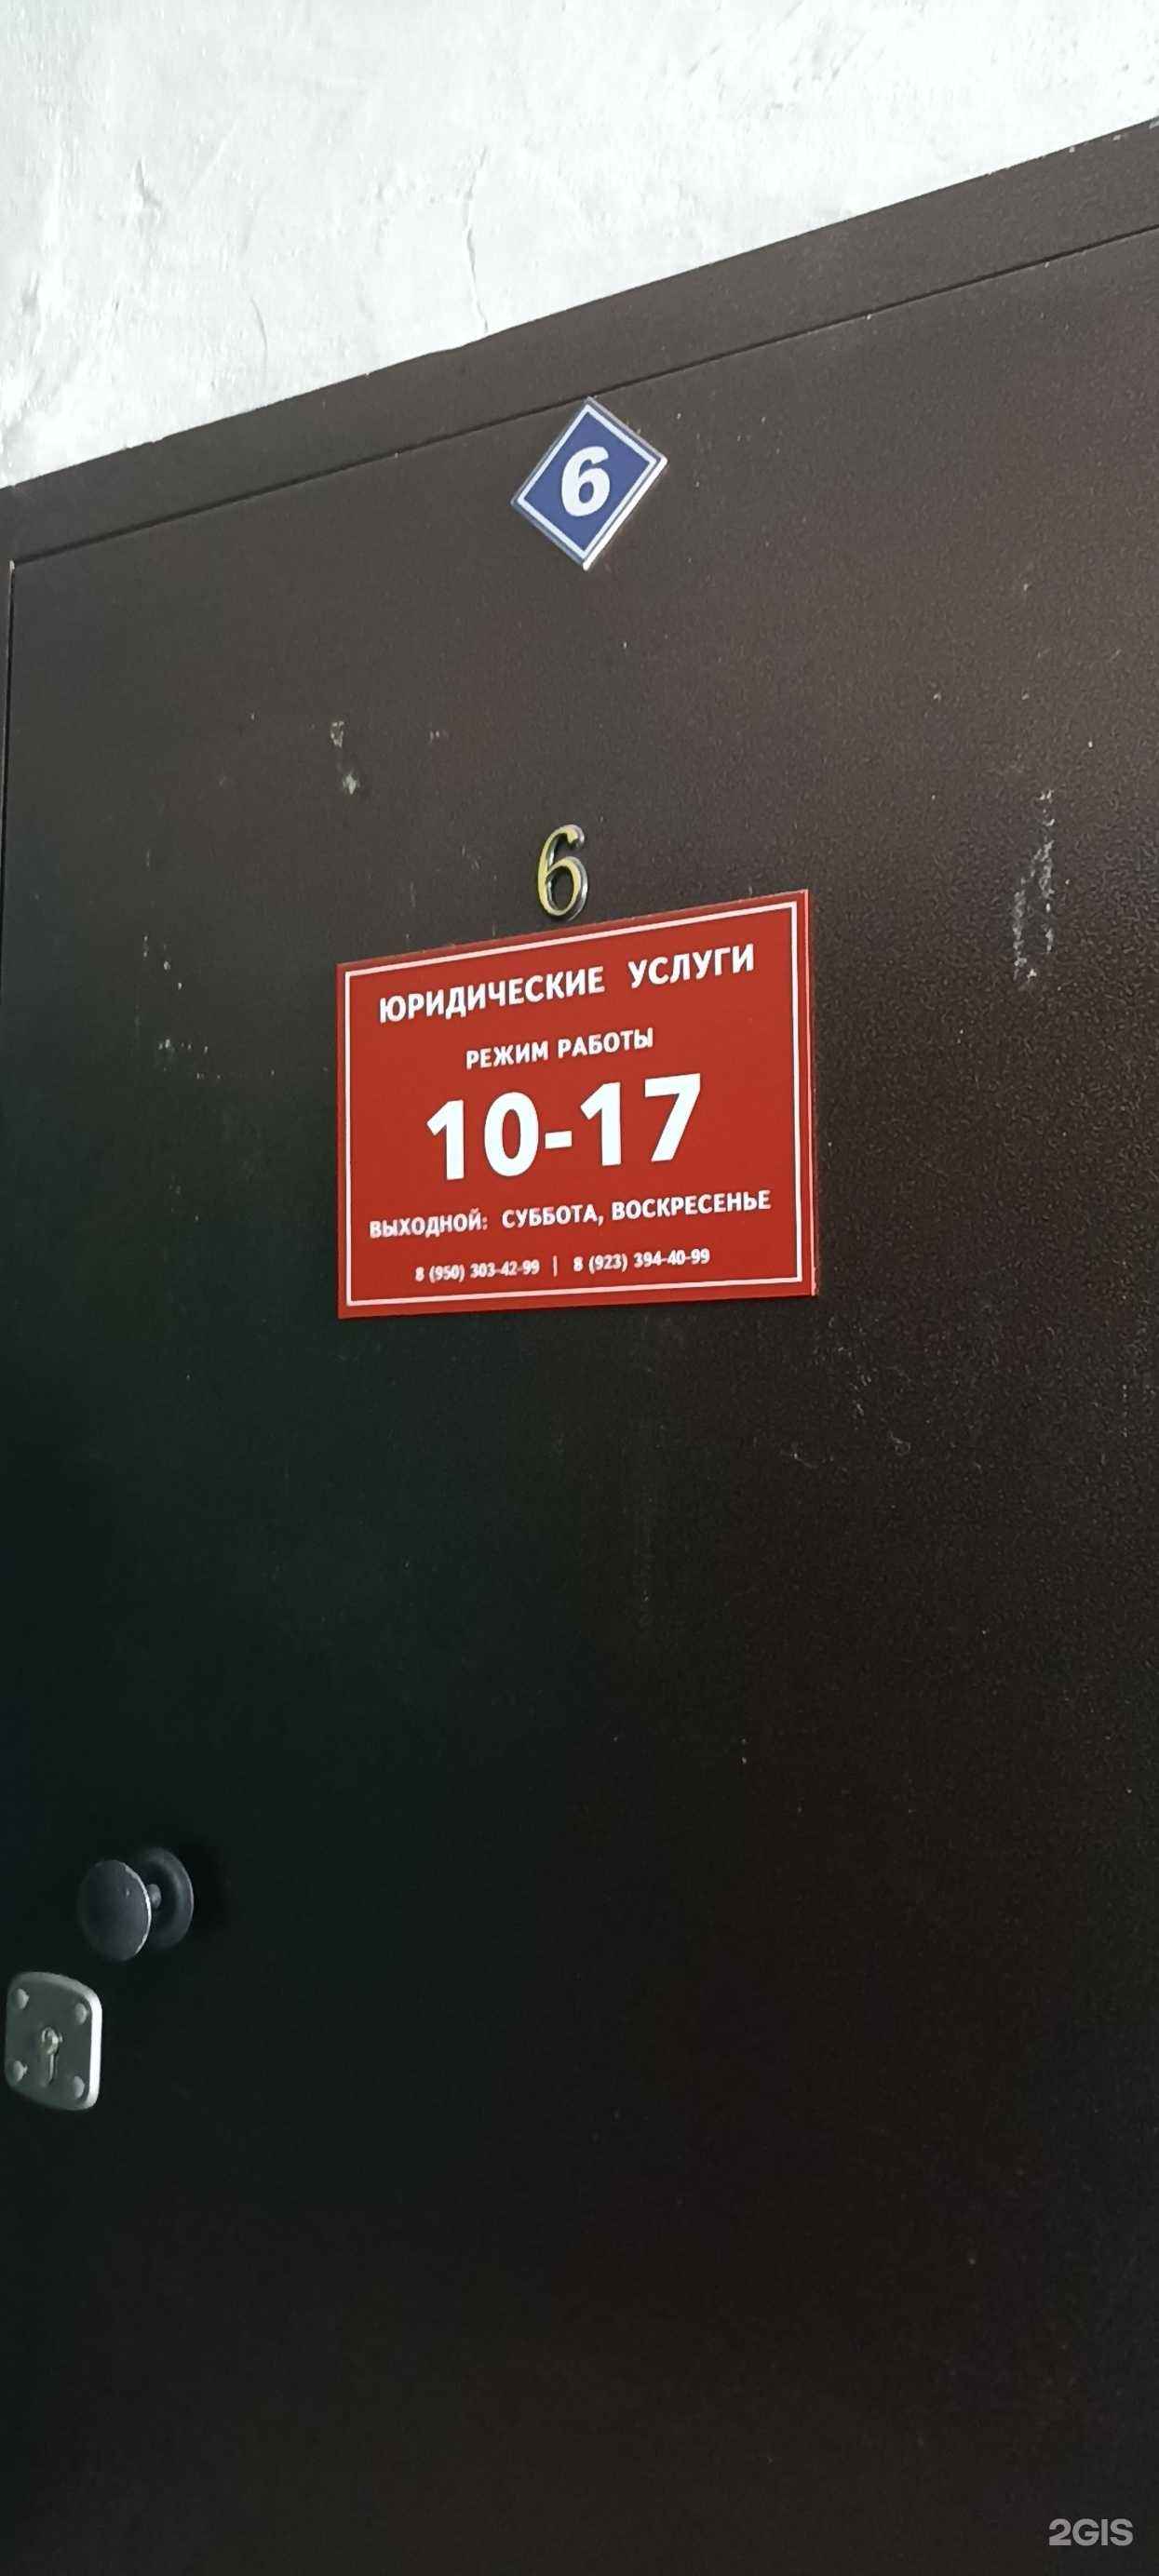 6
6
ЮРИДИЧЕСКИЕ УСЛУГИ
РЕЖИМ РАБОТЫ
10-17
ВЫХОДНОЙ: СУББОТА, ВОСКРЕСЕНЬЕ
8 (950) 303-42-99 | 8 (923) 394-40-99
2GIS